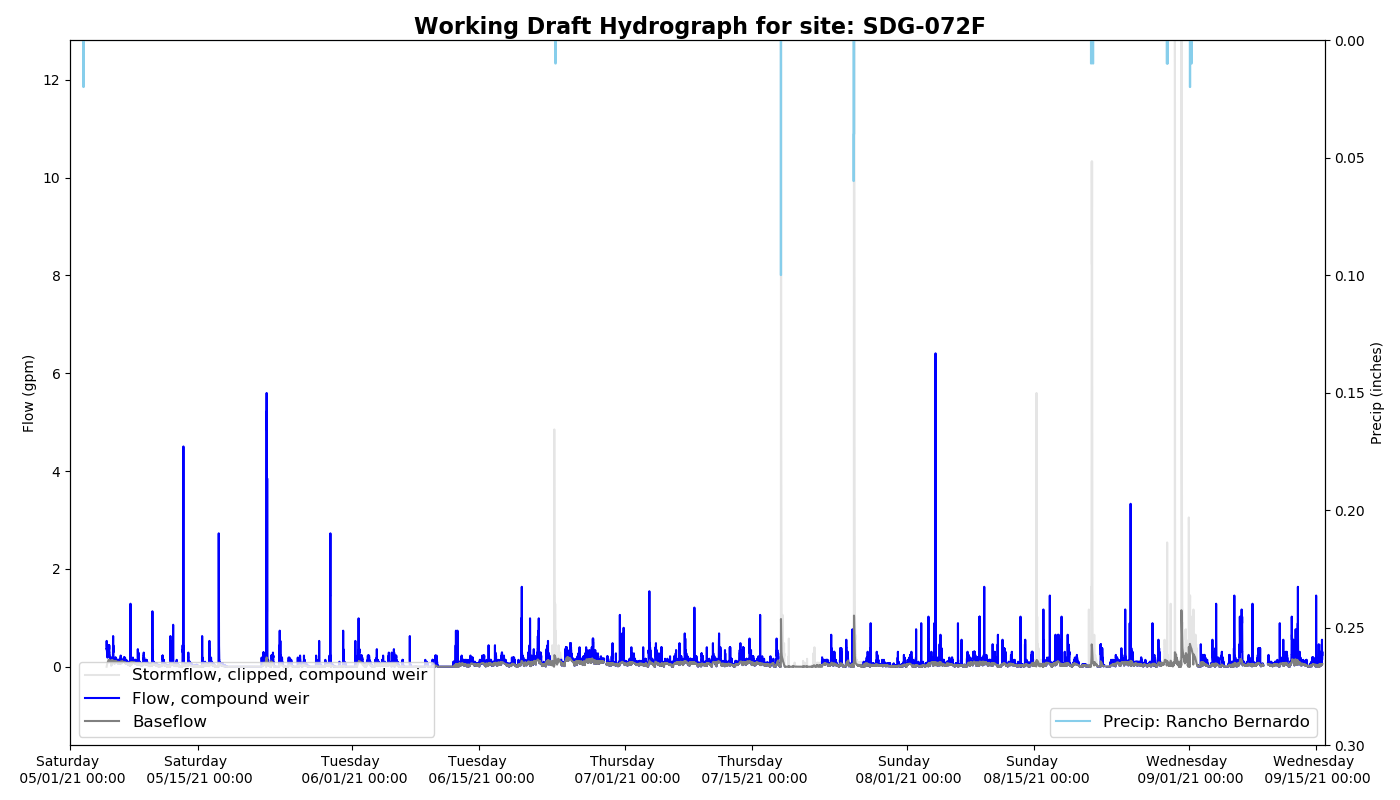 Working Draft Hydrograph for site: SDG-072F
12
10
8
6
4
2
0
Flow (gpm)
0.00
0.05
0.10
0.15
0.20
0.25
0.30
Precip (inches)
Stormflow, clipped, compound weir
Flow, compound weir
Baseflow
Precip: Rancho Bernardo
Saturday Saturday Tuesday Tuesday Thursday Thursday Sunday Sunday Wednesday Wednesday
05/01/21 00:00 05/15/21 00:00 06/01/21 00:00 06/15/21 00:00 07/01/21 00:00 07/15/21 00:00 08/01/21 00:00 08/15/21 00:00 09/01/21 00:00 09/15/21 00:00